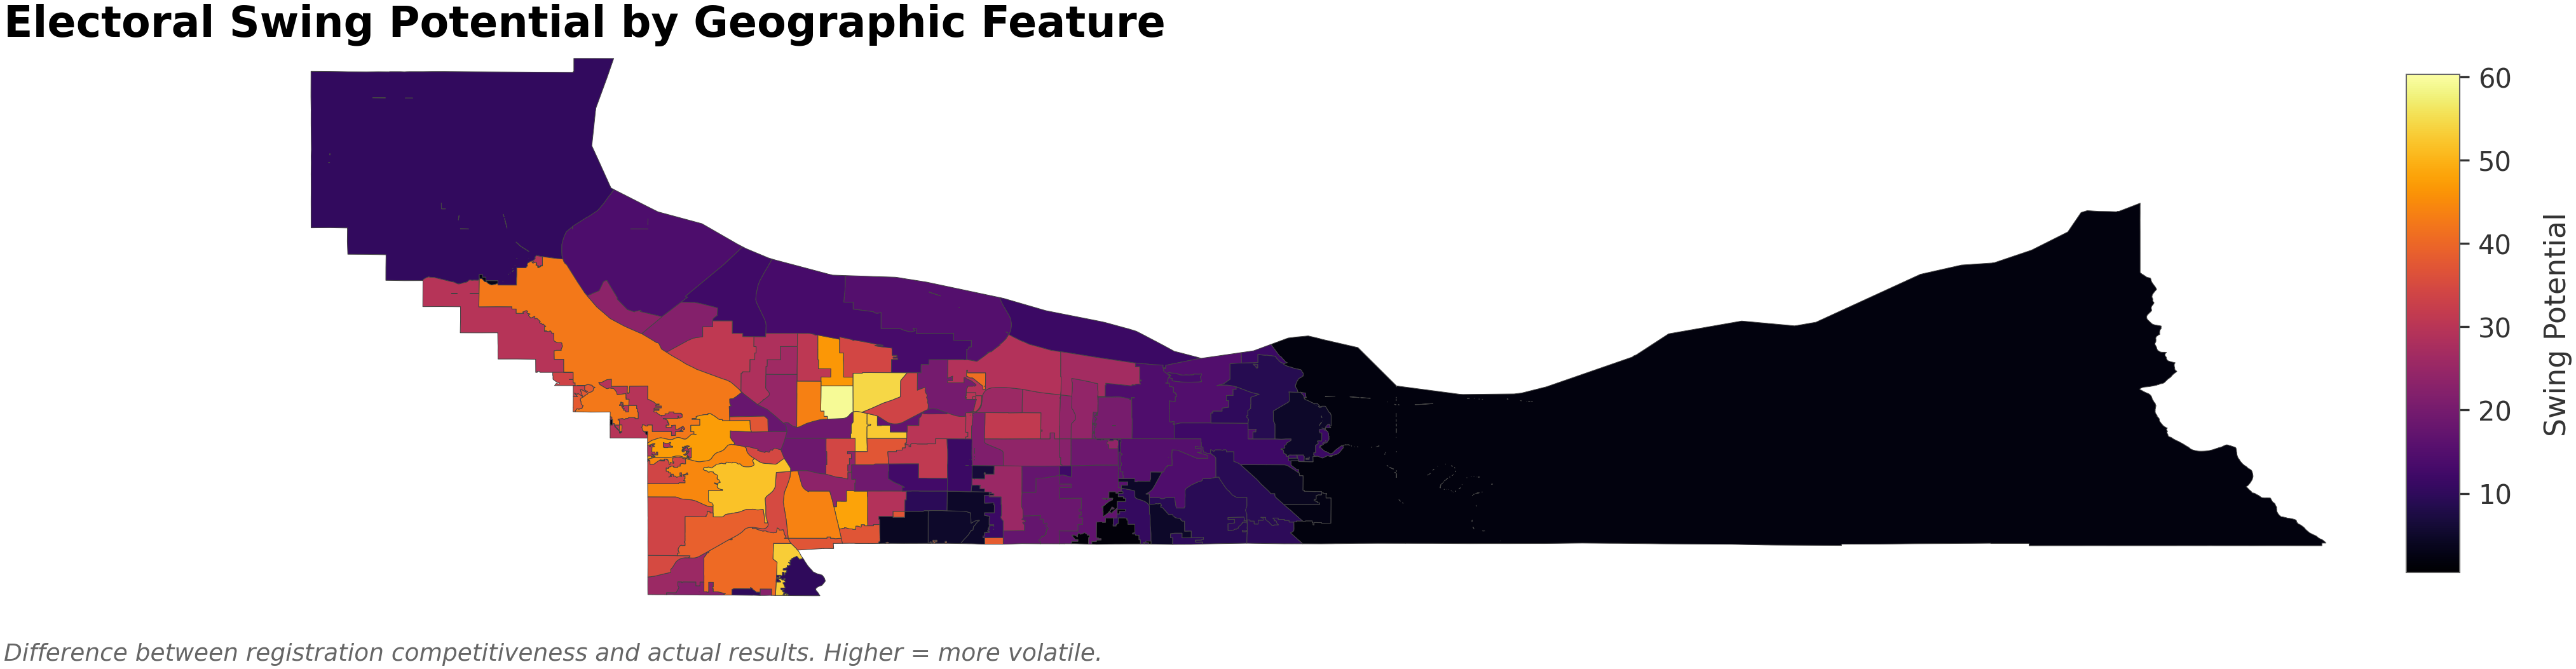 Electoral Swing Potential by Geographic Feature
60
50
40
30
20
10
Swing Potential
Difference between registration competitiveness and actual results. Higher = more volatile.